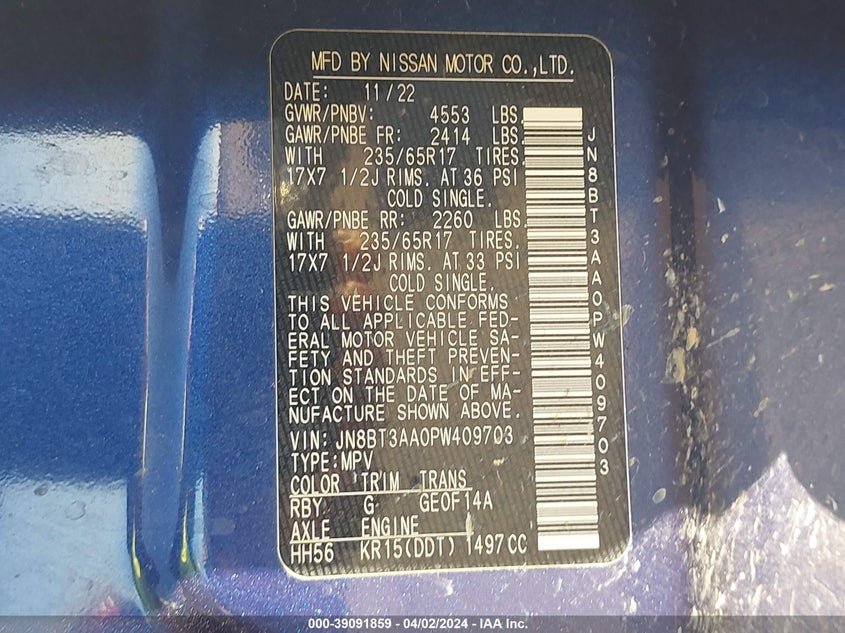 MFD BY NISSAN MOTOR CO.,LTD.
DATE: 11/22
GVWR/PNBV: 4553 LBS.
GAWR/PNBE FR: 2414 LBS.
WITH 235/65R17 TIRES.
17X7 1/2J RIMS. AT 36 PSI
COLD SINGLE.
GAWR/PNBE RR: 2260 LBS.
WITH 235/65R17 TIRES.
17X7 1/2J RIMS. AT 33 PSI
COLD SINGLE.
THIS VEHICLE CONFORMS
TO ALL APPLICABLE FED-
ERAL MOTOR VEHICLE SA-
FETY AND THEFT PREVEN-
TION STANDARDS IN EFF-
ECT ON THE DATE OF MA-
NUFACTURE SHOWN ABOVE.
VIN: JN8BT3AA0PW409703
TYPE:MPV
COLOR TRIM TRANS
RBY G GE0F14A
AXLE ENGINE
HH56 KR15(DDT) 1497CC
JN8BT3AA0PW409703
000-39091859 - 04/02/2024 - IAA Inc.